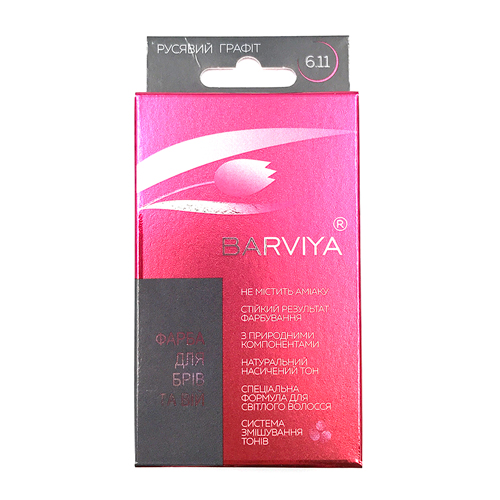 РУСЯВИЙ ГРАФІТ
6.11
BARVIYA®
НЕ МІСТИТЬ АМІАКУ
СТІЙКИЙ РЕЗУЛЬТАТ
ФАРБУВАННЯ
З ПРИРОДНИМИ
КОМПОНЕНТАМИ
НАТУРАЛЬНИЙ
НАСИЧЕНИЙ ТОН
СПЕЦІАЛЬНА
ФОРМУЛА ДЛЯ
СВІТЛОГО ВОЛОССЯ
СИСТЕМА
ЗМІШУВАННЯ
ТОНІВ
ФАРБА
ДЛЯ
БРІВ
ТА ВІЙ